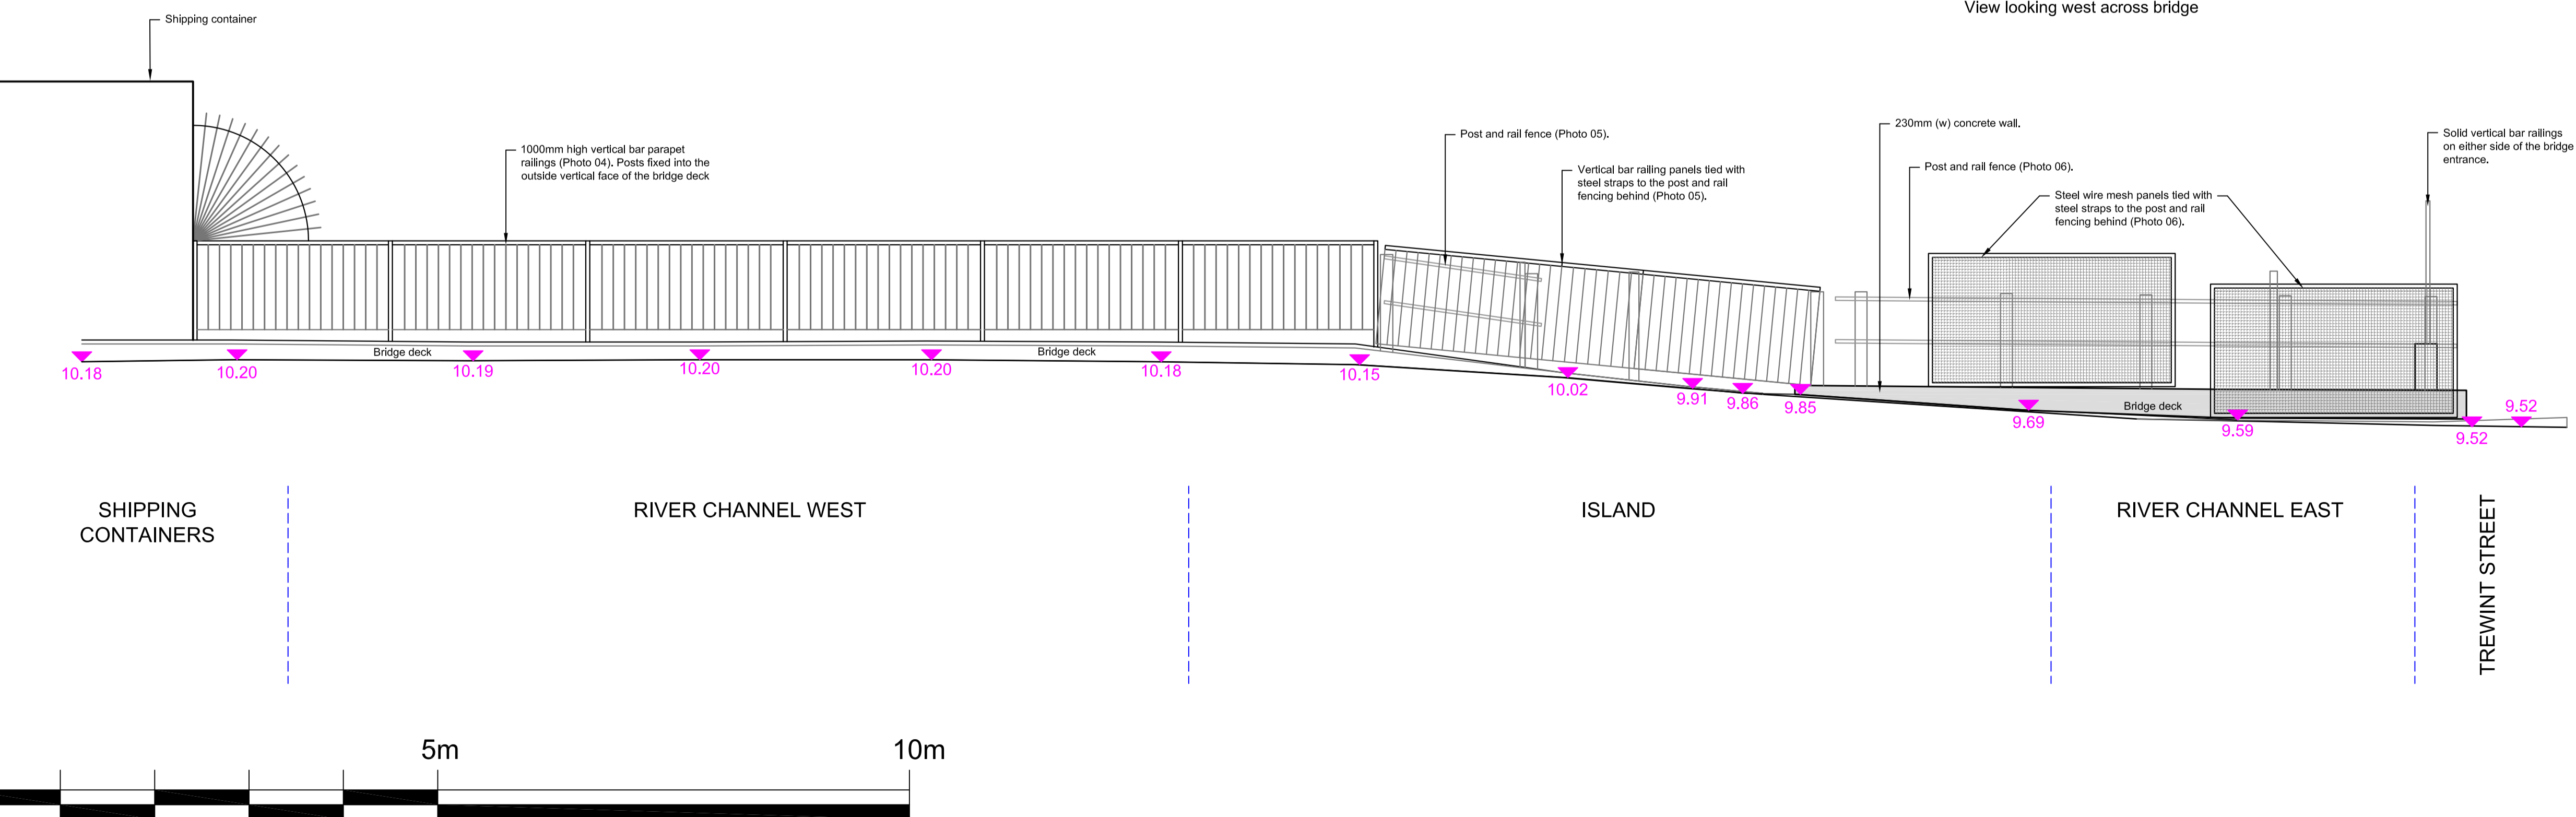 View looking west across bridge
Shipping container
1000mm high vertical bar parapet
railings (Photo 04). Posts fixed into the
outside vertical face of the bridge deck
Post and rail fence (Photo 05).
Vertical bar railing panels tied with
steel straps to the post and rail
fencing behind (Photo 05).
230mm (w) concrete wall.
Post and rail fence (Photo 06).
Steel wire mesh panels tied with
steel straps to the post and rail
fencing behind (Photo 06).
Solid vertical bar railings
on either side of the bridge
entrance.
Bridge deck
Bridge deck
Bridge deck
10.18
10.20
10.19
10.20
10.20
10.18
10.15
10.02
9.91
9.86
9.85
9.69
9.59
9.52
9.52
SHIPPING
CONTAINERS
RIVER CHANNEL WEST
ISLAND
RIVER CHANNEL EAST
TREWINT STREET
5m
10m